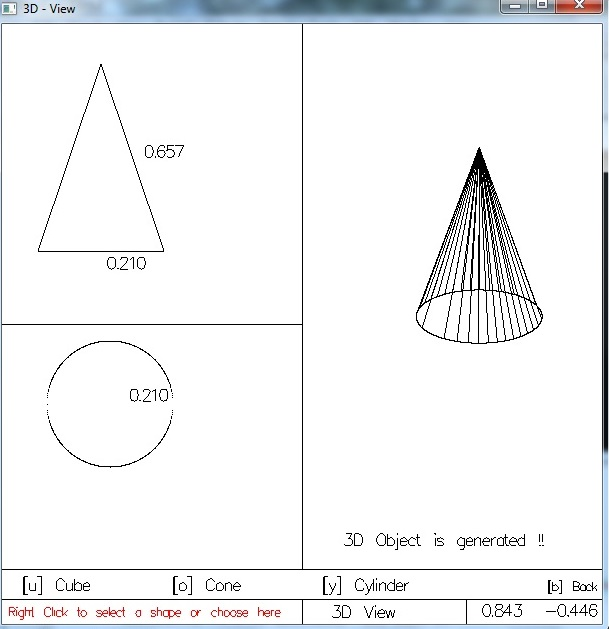 3D - View
0.657
0.210
0.210
3D Object is generated !!
[u] Cube [o] Cone [y] Cylinder [b] Back
Right Click to select a shape or choose here 3D View 0.843 -0.446